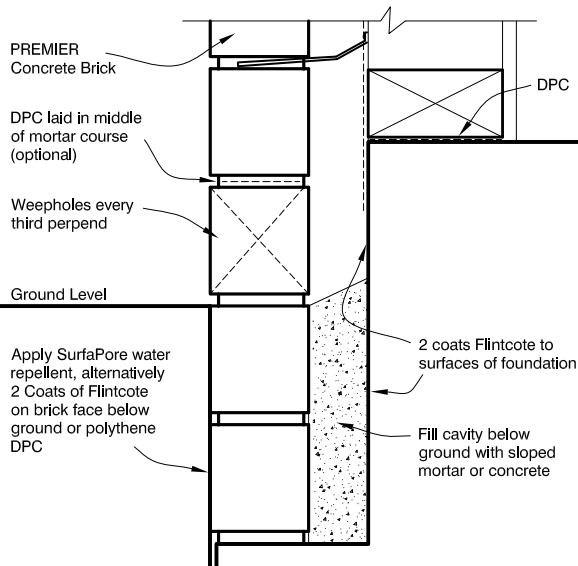 PREMIER
Concrete Brick
DPC
DPC laid in middle
of mortar course
(optional)
Weepholes every
third perpend
Ground Level
Apply SurfaPore water
repellent, alternatively
2 Coats of Flintcote
on brick face below
ground or polythene
DPC
2 coats Flintcote to
surfaces of foundation
Fill cavity below
ground with sloped
mortar or concrete